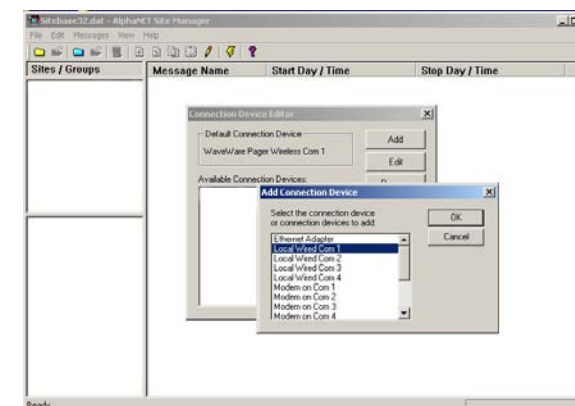 Sitebase32.dat - AlphaNET Site Manager
File Edit Messages View Help
Sites / Groups
Message Name Start Day / Time Stop Day / Time
Connection Device Editor
Default Connection Device
WaveWare Pager Wireless Com 1
Add
Edit
Available Connection Devices:
Add Connection Device
Select the connection device
or connection devices to add
OK
Cancel
Ethernet Adapter
Local Wired Com 1
Local Wired Com 2
Local Wired Com 3
Local Wired Com 4
Modem on Com 1
Modem on Com 2
Modem on Com 3
Modem on Com 4
Ready